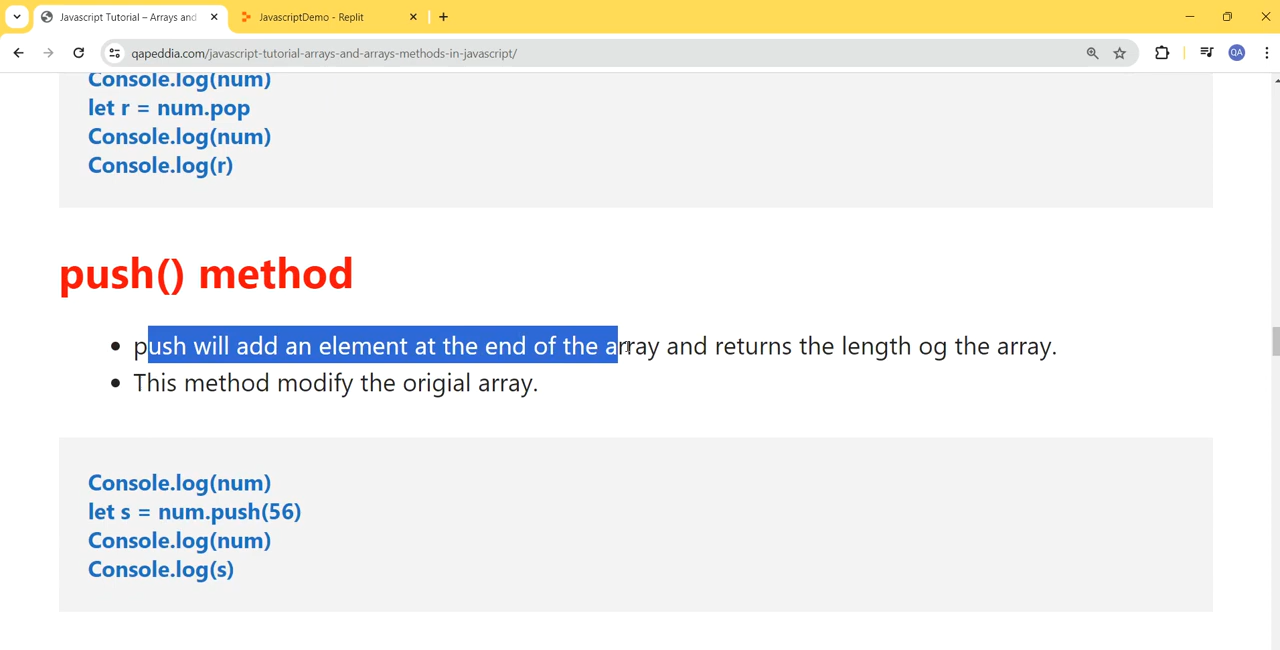 Javascript Tutorial – Arrays and
JavascriptDemo - Replit
qapeddia.com/javascript-tutorial-arrays-and-arrays-methods-in-javascript/
QA
Console.log(num)
let r = num.pop
Console.log(num)
Console.log(r)
push() method
push will add an element at the end of the array and returns the length og the array.
This method modify the origial array.
Console.log(num)
let s = num.push(56)
Console.log(num)
Console.log(s)